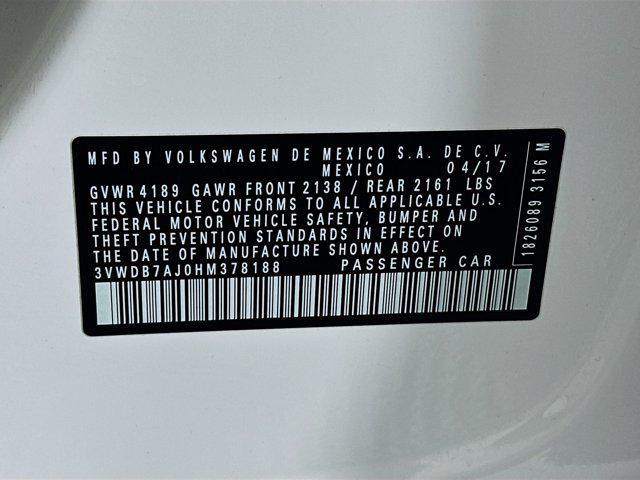 MFD BY VOLKSWAGEN DE MEXICO S.A. DE C.V.
MEXICO 04/17
GVWR 4189 GAWR FRONT 2138 / REAR 2161 LBS
THIS VEHICLE CONFORMS TO ALL APPLICABLE U.S.
FEDERAL MOTOR VEHICLE SAFETY, BUMPER AND
THEFT PREVENTION STANDARDS IN EFFECT ON
THE DATE OF MANUFACTURE SHOWN ABOVE.
3VWDB7AJ0HM378188 PASSENGER CAR
1826089 3156 M